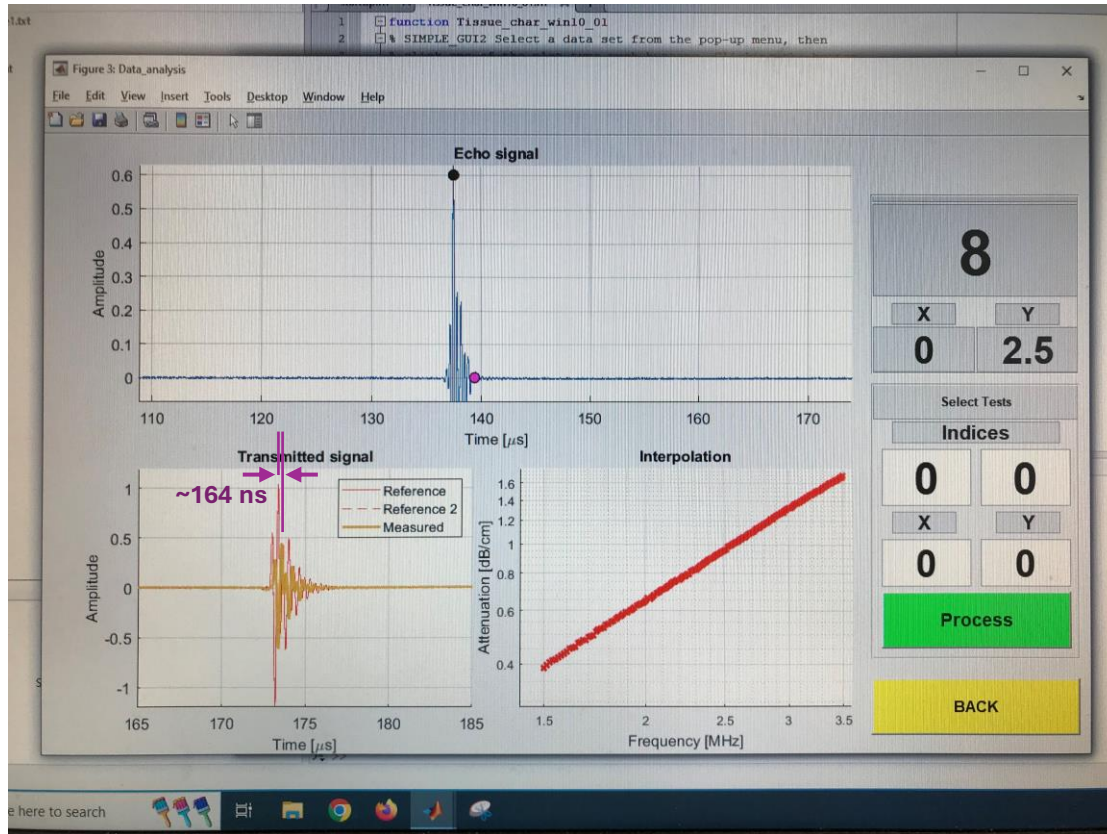 1.txt
1 function Tissue_char_win10_01
2 % SIMPLE_GUI2 Select a data set from the pop-up menu, then
Figure 3: Data_analysis
File Edit View Insert Tools Desktop Window Help
Echo signal
0.6
0.5
0.4
0.3
0.2
0.1
0
Amplitude
110 120 130 140 150 160 170
Time [μs]
Transmitted signal
~164 ns
Reference
Reference 2
Measured
1
0.5
0
-0.5
-1
Amplitude
165 170 175 180 185
Time [μs]
Interpolation
1.6
1.4
1.2
1
0.8
0.6
0.4
Attenuation [dB/cm]
1.5 2 2.5 3 3.5
Frequency [MHz]
8
X Y
0 2.5
Select Tests
Indices
0 0
X Y
0 0
Process
BACK
e here to search